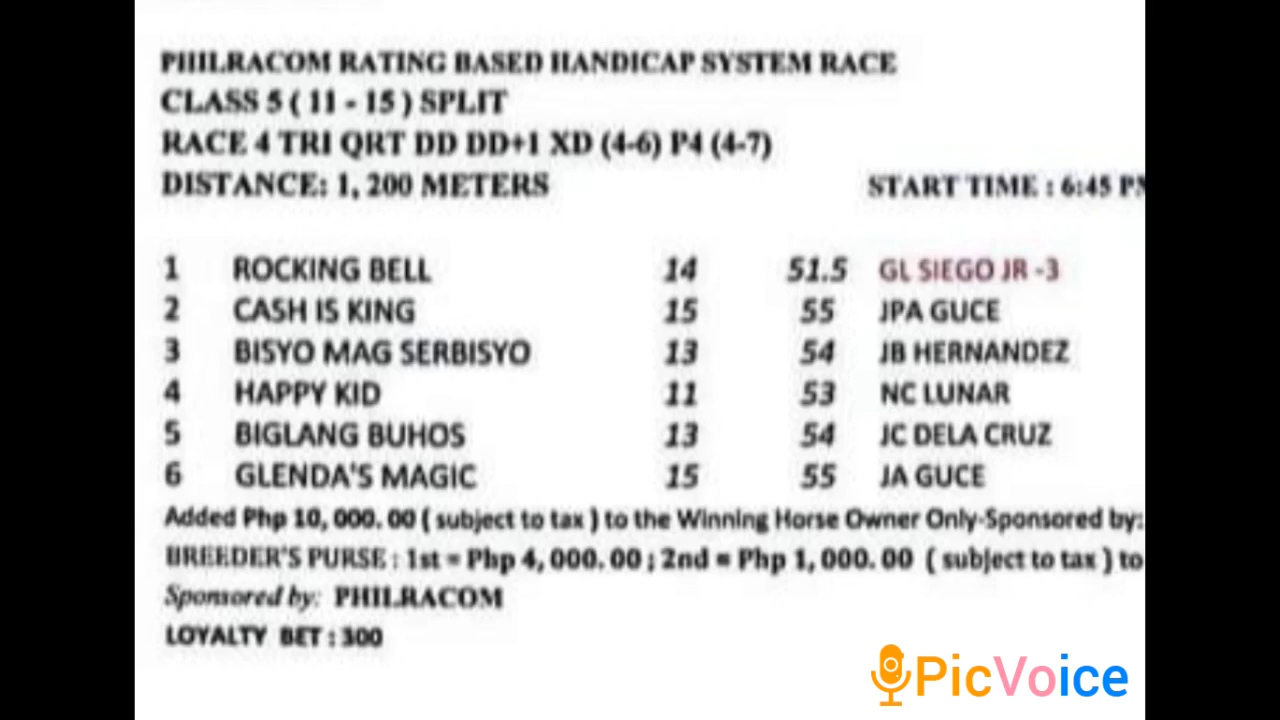 PHILRACOM RATING BASED HANDICAP SYSTEM RACE
CLASS 5 ( 11 - 15 ) SPLIT
RACE 4 TRI QRT DD DD+1 XD (4-6) P4 (4-7)
DISTANCE: 1, 200 METERS START TIME : 6:45 PM
1 ROCKING BELL 14 51.5 GL SIEGO JR -3
2 CASH IS KING 15 55 JPA GUCE
3 BISYO MAG SERBISYO 13 54 JB HERNANDEZ
4 HAPPY KID 11 53 NC LUNAR
5 BIGLANG BUHOS 13 54 JC DELA CRUZ
6 GLENDA'S MAGIC 15 55 JA GUCE
Added Php 10, 000. 00 ( subject to tax ) to the Winning Horse Owner Only-Sponsored by:
BREEDER'S PURSE : 1st = Php 4, 000. 00 ; 2nd = Php 1, 000. 00 ( subject to tax ) to
Sponsored by: PHILRACOM
LOYALTY BET : 300
PicVoice